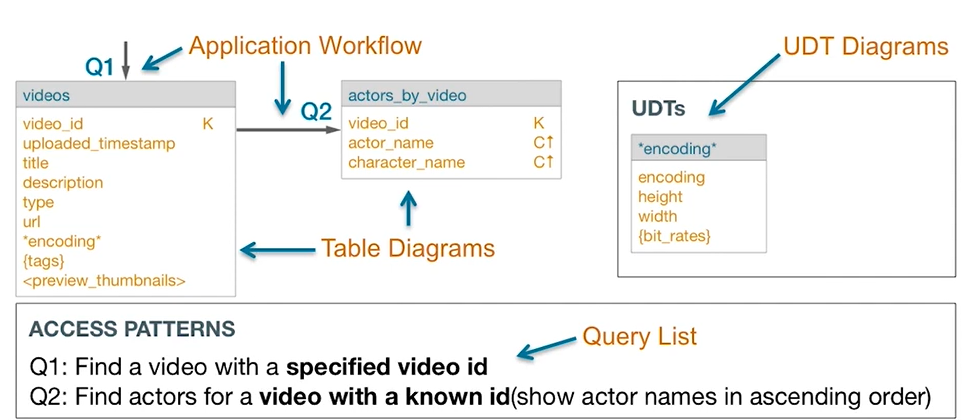 Application Workflow
UDT Diagrams
Q1
videos
video_id K
uploaded_timestamp
title
description
type
url
*encoding*
{tags}
<preview_thumbnails>
Q2
actors_by_video
video_id K
actor_name C↑
character_name C↑
Table Diagrams
UDTs
*encoding*
encoding
height
width
{bit_rates}
ACCESS PATTERNS
Query List
Q1: Find a video with a specified video id
Q2: Find actors for a video with a known id(show actor names in ascending order)